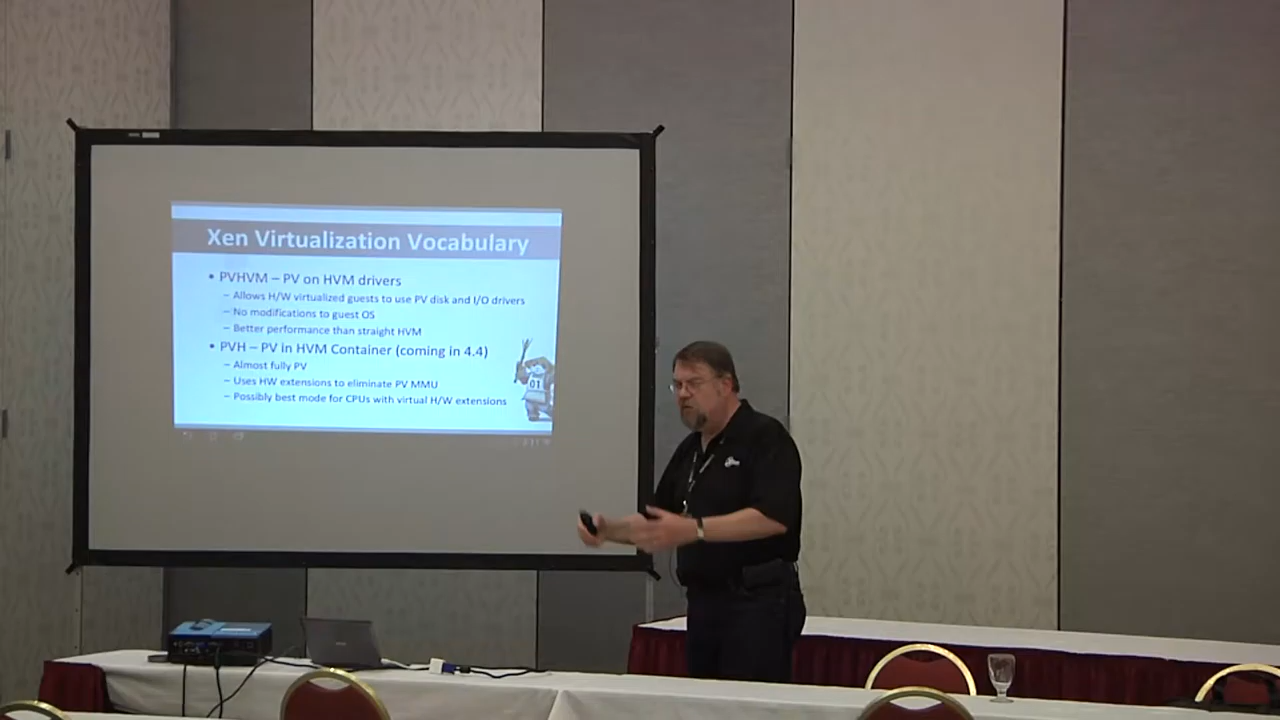 Xen Virtualization Vocabulary
• PVHVM – PV on HVM drivers
– Allows H/W virtualized guests to use PV disk and I/O drivers
– No modifications to guest OS
– Better performance than straight HVM
• PVH – PV in HVM Container (coming in 4.4)
– Almost fully PV
– Uses HW extensions to eliminate PV MMU
– Possibly best mode for CPUs with virtual H/W extensions
01